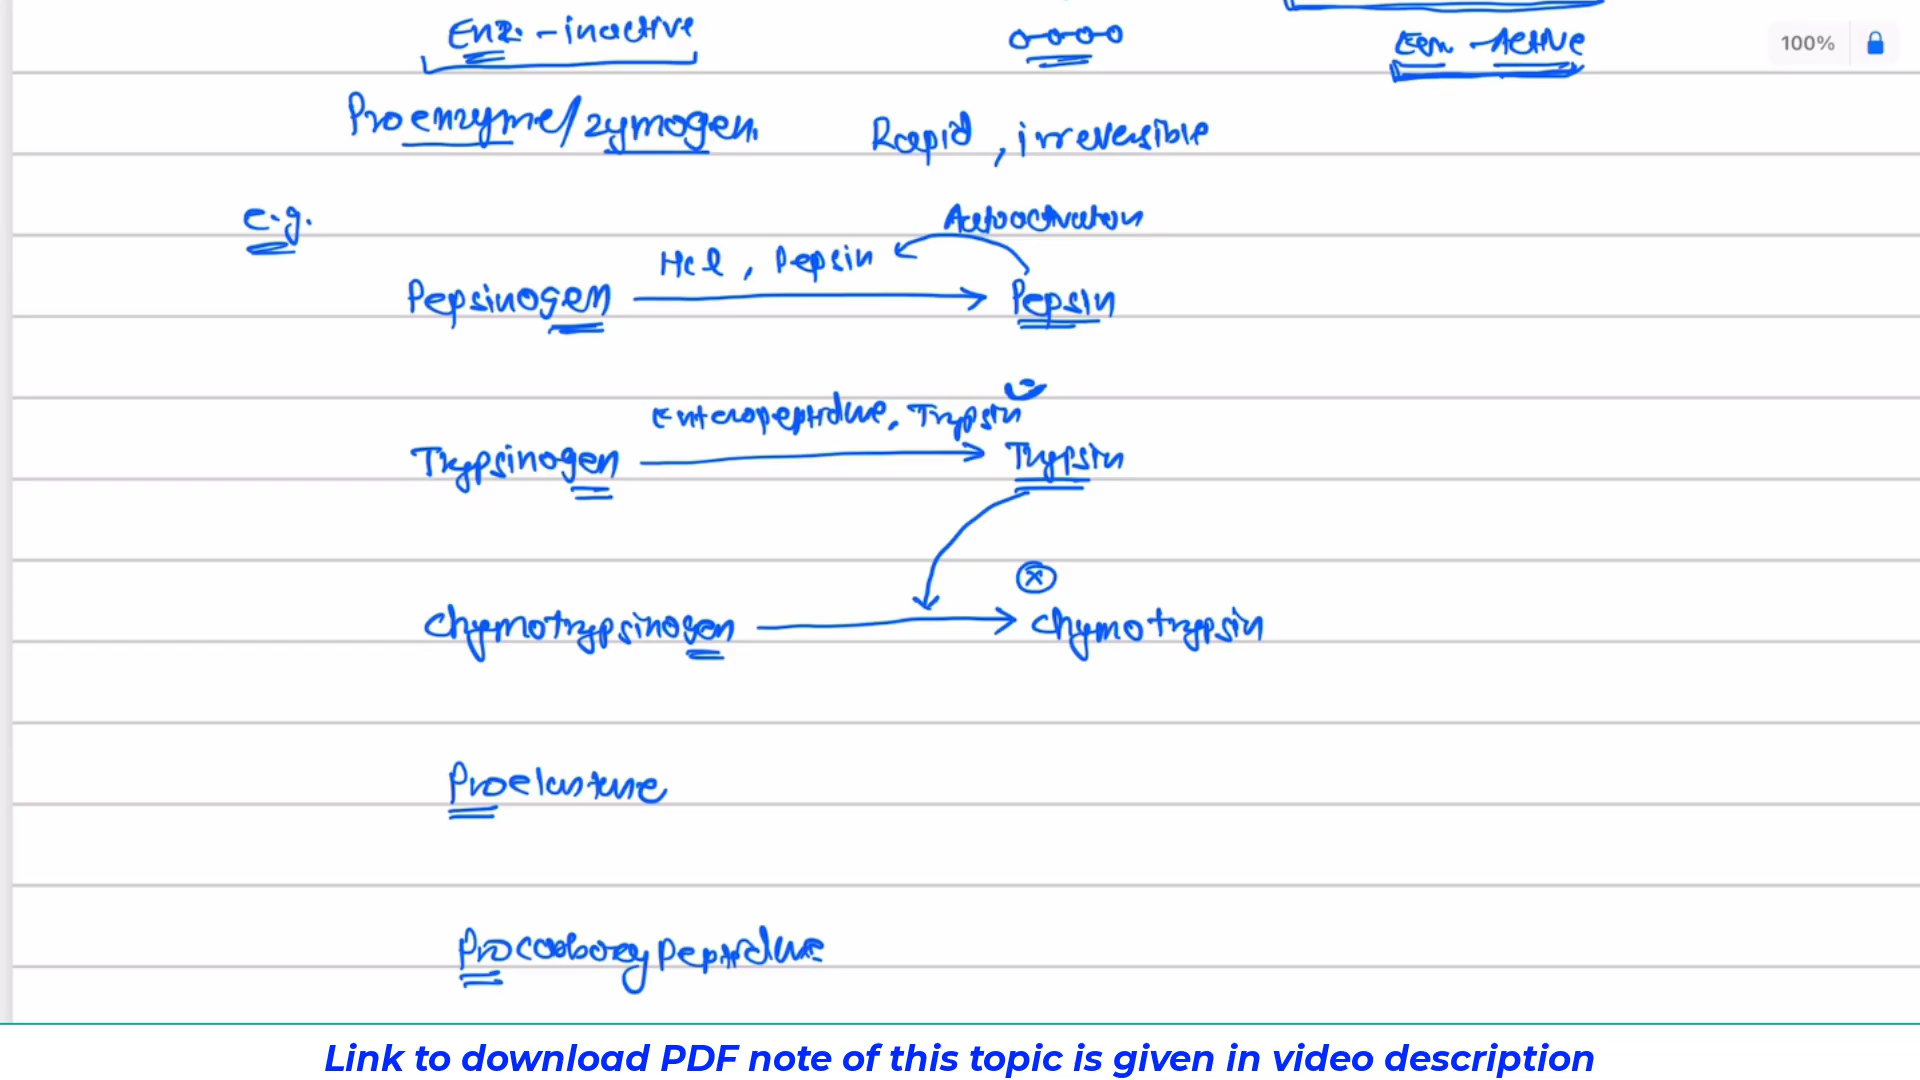 Enz. - inactive
Enz - Active
100%
Proenzyme/zymogen.
Rapid, irreversible
e.g.
Autoactivation
HCl, Pepsin
Pepsinogen
Pepsin
Enteropeptidase, Trypsin
Trypsinogen
Trypsin
Chymotrypsinogen
Chymotrypsin
Proelastase
Procarboxypeptidase
Link to download PDF note of this topic is given in video description